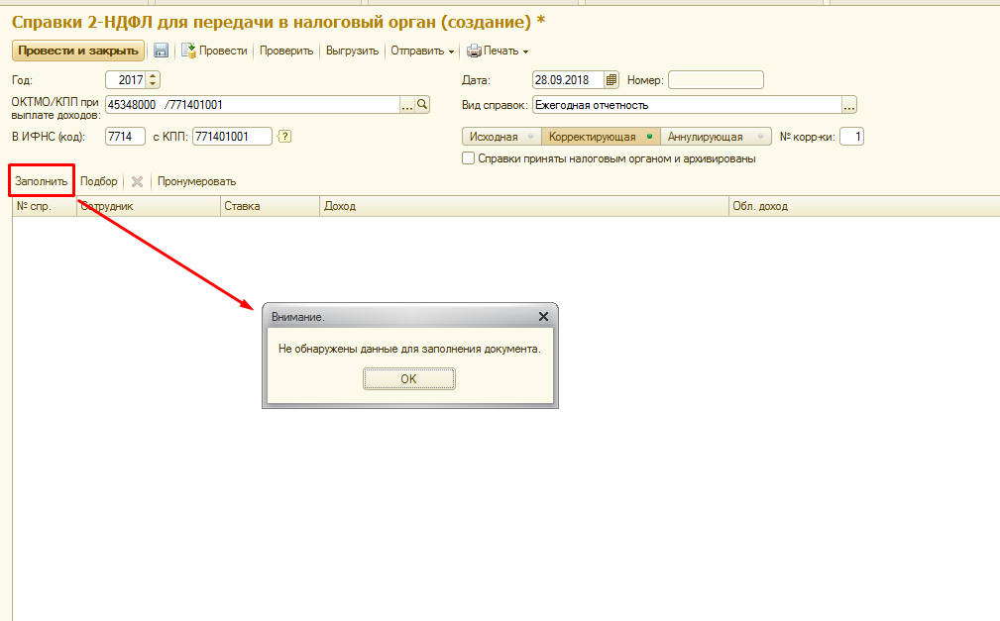 Справки 2-НДФЛ для передачи в налоговый орган (создание) *
Провести и закрыть Провести Проверить Выгрузить Отправить Печать
Год: 2017 Дата: 28.09.2018 Номер:
ОКТМО/КПП при выплате доходов: 45348000 /771401001 ... Вид справок: Ежегодная отчетность ...
В ИФНС (код): 7714 с КПП: 771401001 ? Исходная Корректирующая Аннулирующая № корр-ки: 1
Справки приняты налоговым органом и архивированы
Заполнить Подбор Пронумеровать
№ спр. Сотрудник Ставка Доход Обл. доход
Внимание.
Не обнаружены данные для заполнения документа.
OK